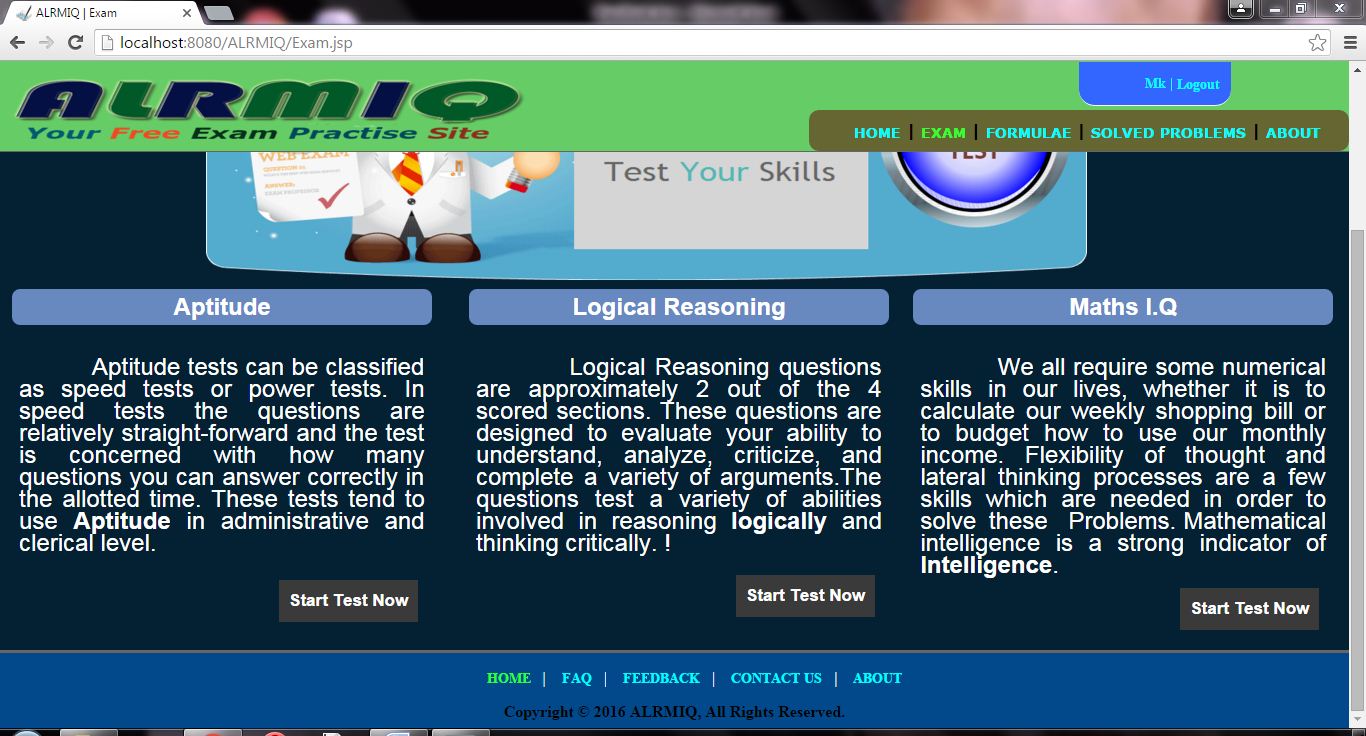 ALRMIQ | Exam
localhost:8080/ALRMIQ/Exam.jsp
ALRMIQ
Your Free Exam Practise Site
Mk | Logout
HOME | EXAM | FORMULAE | SOLVED PROBLEMS | ABOUT
WEB EXAM
QUESTION
ANSWER:
EXAM PROFESSOR
Test Your Skills
TEST
Aptitude
Aptitude tests can be classified
as speed tests or power tests. In
speed tests the questions are
relatively straight-forward and the test
is concerned with how many
questions you can answer correctly in
the allotted time. These tests tend to
use Aptitude in administrative and
clerical level.
Start Test Now
Logical Reasoning
Logical Reasoning questions
are approximately 2 out of the 4
scored sections. These questions are
designed to evaluate your ability to
understand, analyze, criticize, and
complete a variety of arguments.The
questions test a variety of abilities
involved in reasoning logically and
thinking critically. !
Start Test Now
Maths I.Q
We all require some numerical
skills in our lives, whether it is to
calculate our weekly shopping bill or
to budget how to use our monthly
income. Flexibility of thought and
lateral thinking processes are a few
skills which are needed in order to
solve these Problems. Mathematical
intelligence is a strong indicator of
Intelligence.
Start Test Now
HOME | FAQ | FEEDBACK | CONTACT US | ABOUT
Copyright © 2016 ALRMIQ, All Rights Reserved.